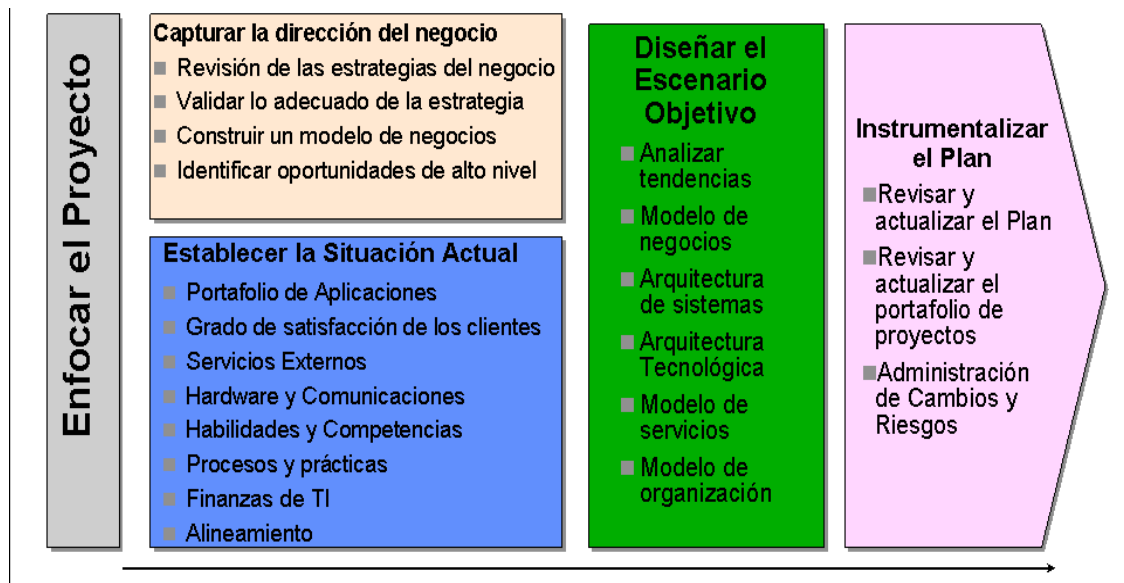 Enfocar el Proyecto
Capturar la dirección del negocio
Revisión de las estrategias del negocio
Validar lo adecuado de la estrategia
Construir un modelo de negocios
Identificar oportunidades de alto nivel
Establecer la Situación Actual
Portafolio de Aplicaciones
Grado de satisfacción de los clientes
Servicios Externos
Hardware y Comunicaciones
Habilidades y Competencias
Procesos y prácticas
Finanzas de TI
Alineamiento
Diseñar el
Escenario
Objetivo
Analizar
tendencias
Modelo de
negocios
Arquitectura
de sistemas
Arquitectura
Tecnológica
Modelo de
servicios
Modelo de
organización
Instrumentalizar
el Plan
Revisar y
actualizar el Plan
Revisar y
actualizar el
portafolio de
proyectos
Administración
de Cambios y
Riesgos